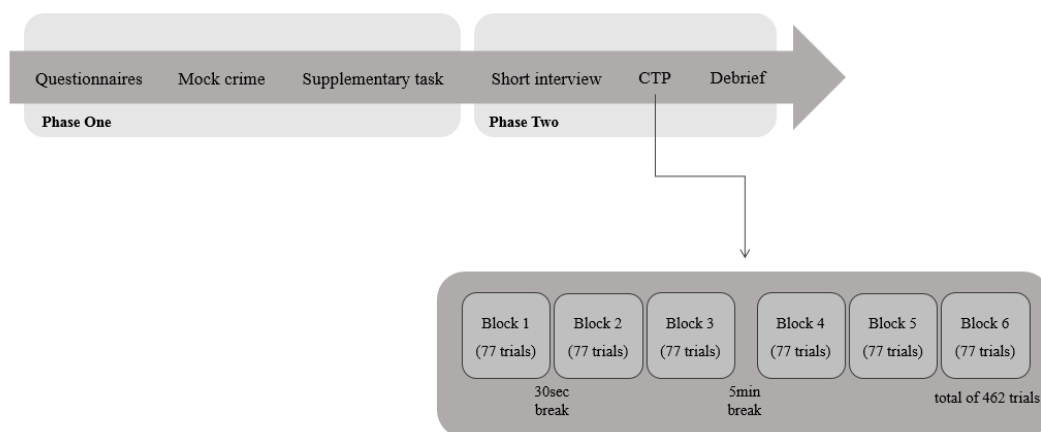 Questionnaires Mock crime Supplementary task Short interview CTP Debrief
Phase One Phase Two
Block 1 Block 2 Block 3 Block 4 Block 5 Block 6
(77 trials) (77 trials) (77 trials) (77 trials) (77 trials) (77 trials)
30sec 5min total of 462 trials
break break